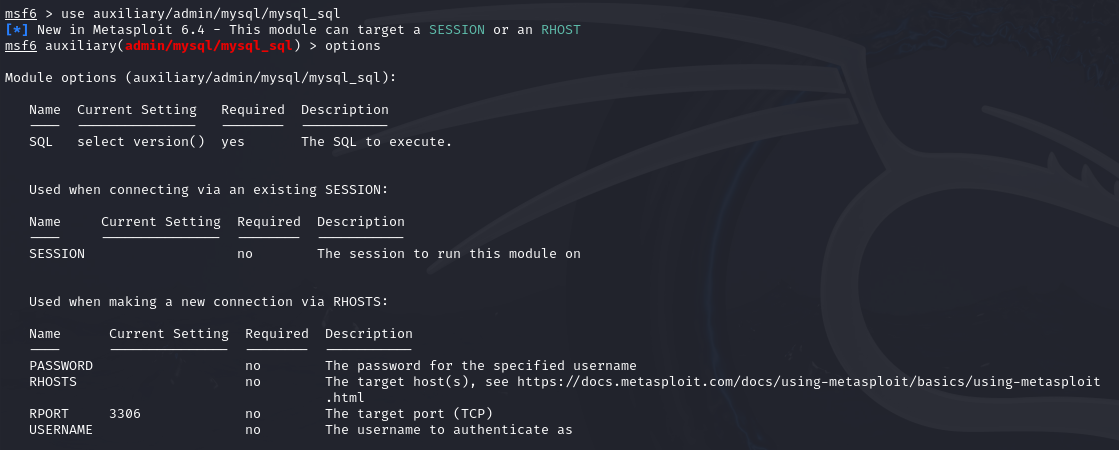 msf6 > use auxiliary/admin/mysql/mysql_sql
[*] New in Metasploit 6.4 - This module can target a SESSION or an RHOST
msf6 auxiliary(admin/mysql/mysql_sql) > options
Module options (auxiliary/admin/mysql/mysql_sql):
Name  Current Setting  Required  Description
SQL  select version()  yes  The SQL to execute.
Used when connecting via an existing SESSION:
Name  Current Setting  Required  Description
SESSION  no  The session to run this module on
Used when making a new connection via RHOSTS:
Name  Current Setting  Required  Description
PASSWORD  no  The password for the specified username
RHOSTS  no  The target host(s), see https://docs.metasploit.com/docs/using-metasploit/basics/using-metasploit
.html
RPORT  3306  no  The target port (TCP)
USERNAME  no  The username to authenticate as